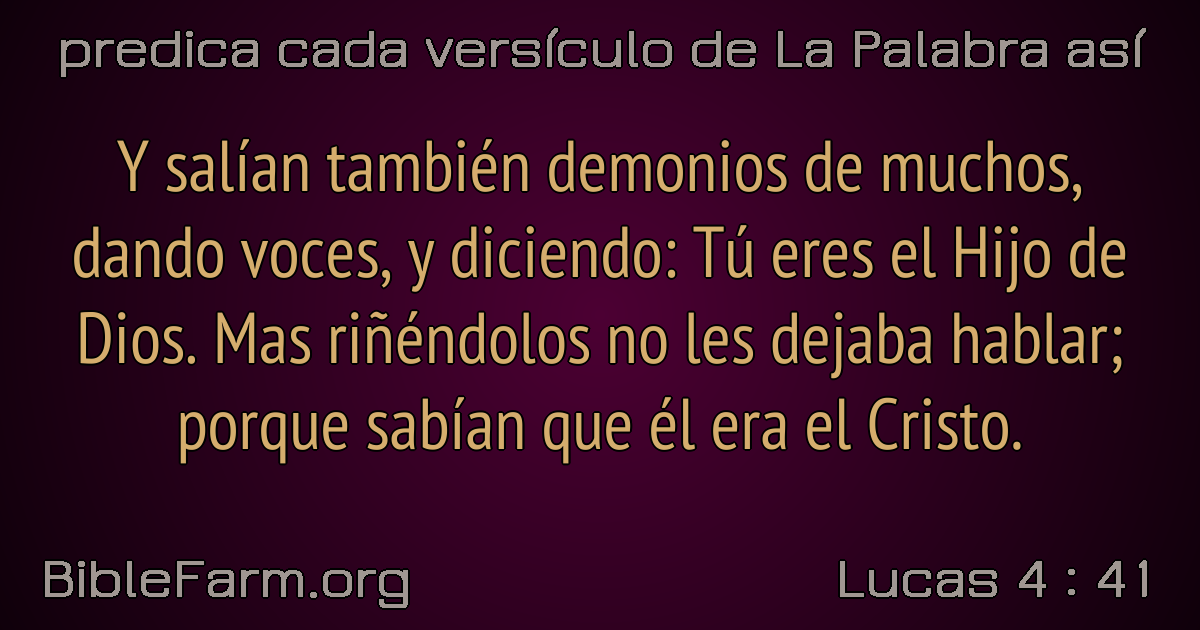 predica cada versículo de La Palabra así
Y salían también demonios de muchos,
dando voces, y diciendo: Tú eres el Hijo de
Dios. Mas riñéndolos no les dejaba hablar;
porque sabían que él era el Cristo.
BibleFarm.org
Lucas 4 : 41